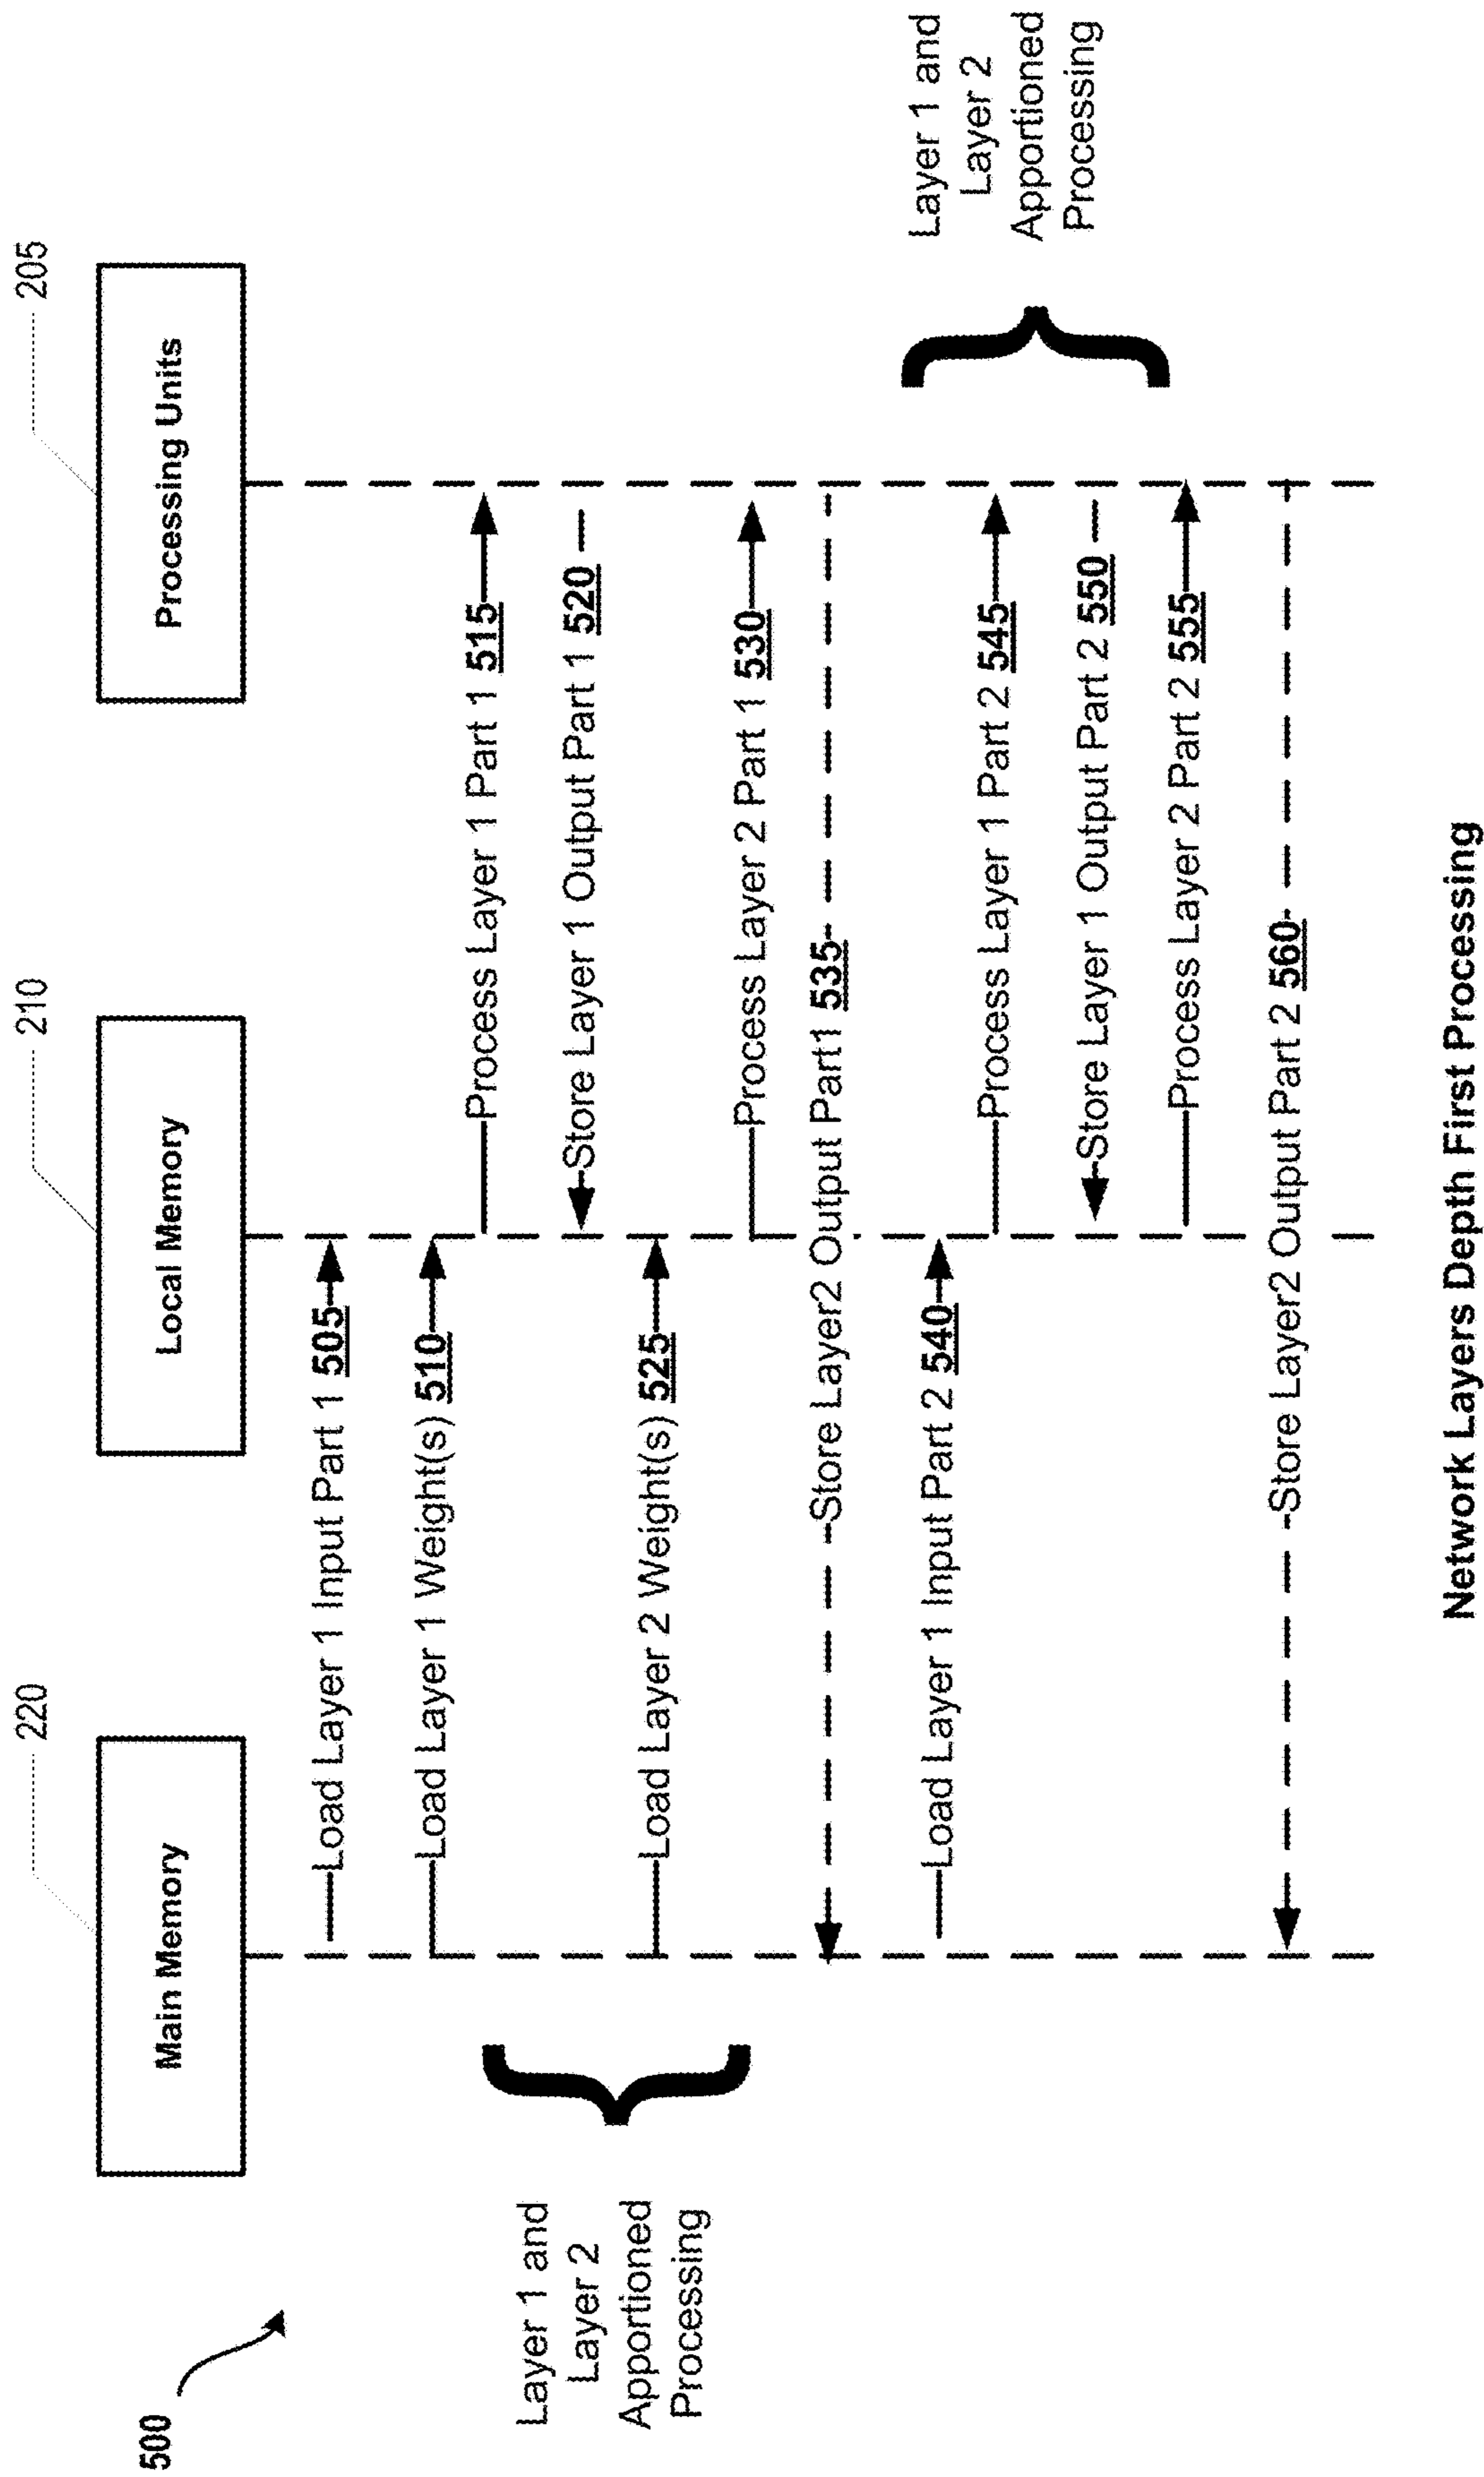 500
220
210
205
Main Memory
Local Memory
Processing Units
Load Layer 1 Input Part 1 505
Load Layer 1 Weight(s) 510
Process Layer 1 Part 1 515
Store Layer 1 Output Part 1 520
Load Layer 2 Weight(s) 525
Process Layer 2 Part 1 530
Layer 1 and
Layer 2
Apportioned
Processing
Store Layer2 Output Part1 535
Load Layer 1 Input Part 2 540
Process Layer 1 Part 2 545
Store Layer 1 Output Part 2 550
Process Layer 2 Part 2 555
Layer 1 and
Layer 2
Apportioned
Processing
Store Layer2 Output Part 2 560
Network Layers Depth First Processing